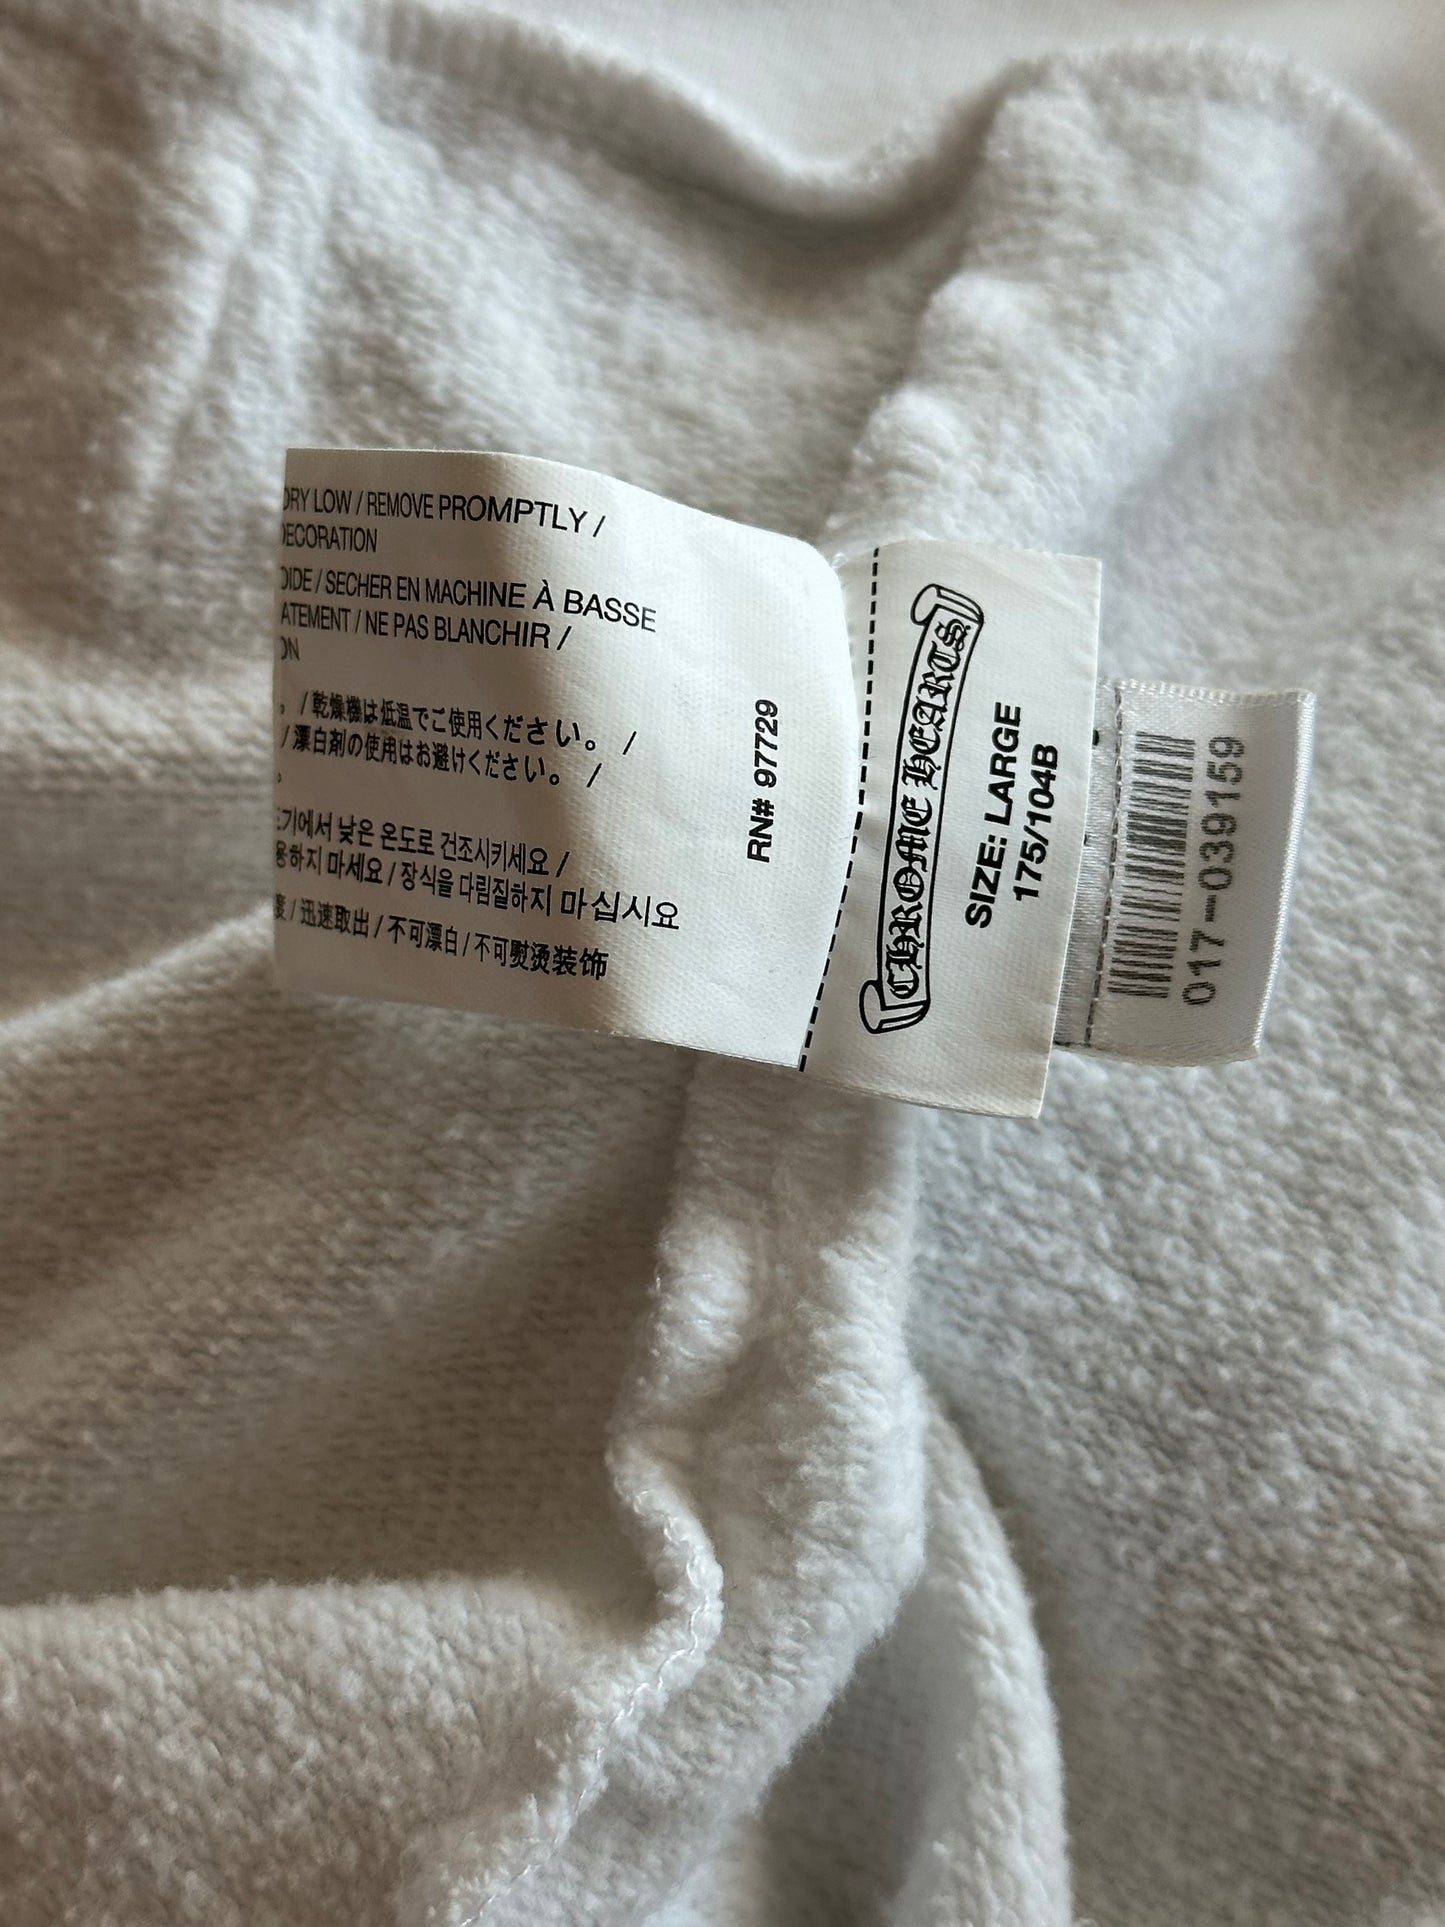 DRY LOW / REMOVE PROMPTLY /
DECORATION
OIDE / SECHER EN MACHINE À BASSE
ATEMENT / NE PAS BLANCHIR /
ON
。 / 乾燥機は低温でご使用ください。 /
/ 漂白剤の使用はお避けください。 /
。
기에서 낮은 온도로 건조시키세요 /
용하지 마세요 / 장식을 다림질하지 마십시요
度 / 迅速取出 / 不可漂白 / 不可熨烫装饰
RN# 97729
CHROME HEARTS
SIZE: LARGE
175/104B
017-039159